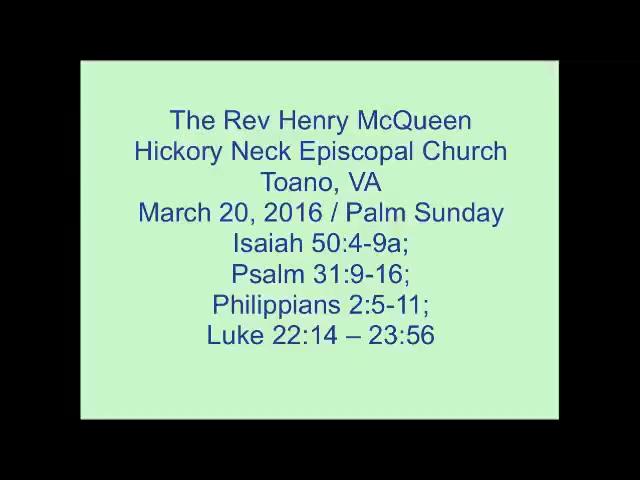 The Rev Henry McQueen
Hickory Neck Episcopal Church
Toano, VA
March 20, 2016 / Palm Sunday
Isaiah 50:4-9a;
Psalm 31:9-16;
Philippians 2:5-11;
Luke 22:14 – 23:56